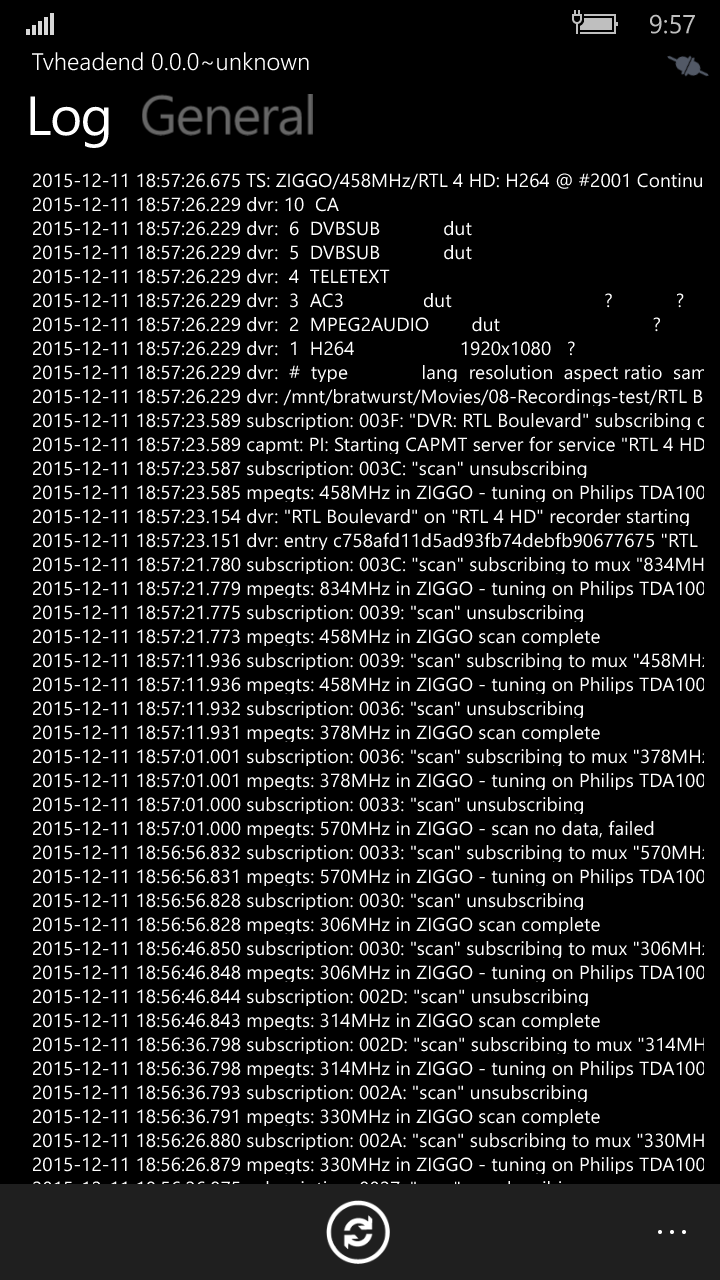 9:57
Tvheadend 0.0.0~unknown
Log General
2015-12-11 18:57:26.675 TS: ZIGGO/458MHz/RTL 4 HD: H264 @ #2001 Continu
2015-12-11 18:57:26.229 dvr: 10 CA
2015-12-11 18:57:26.229 dvr: 6 DVBSUB dut
2015-12-11 18:57:26.229 dvr: 5 DVBSUB dut
2015-12-11 18:57:26.229 dvr: 4 TELETEXT
2015-12-11 18:57:26.229 dvr: 3 AC3 dut ? ?
2015-12-11 18:57:26.229 dvr: 2 MPEG2AUDIO dut ?
2015-12-11 18:57:26.229 dvr: 1 H264 1920x1080 ?
2015-12-11 18:57:26.229 dvr: # type lang resolution aspect ratio sam
2015-12-11 18:57:26.229 dvr: /mnt/bratwurst/Movies/08-Recordings-test/RTL B
2015-12-11 18:57:23.589 subscription: 003F: "DVR: RTL Boulevard" subscribing c
2015-12-11 18:57:23.589 capmt: PI: Starting CAPMT server for service "RTL 4 HD
2015-12-11 18:57:23.587 subscription: 003C: "scan" unsubscribing
2015-12-11 18:57:23.585 mpegts: 458MHz in ZIGGO - tuning on Philips TDA100
2015-12-11 18:57:23.154 dvr: "RTL Boulevard" on "RTL 4 HD" recorder starting
2015-12-11 18:57:23.151 dvr: entry c758afd11d5ad93fb74debfb90677675 "RTL
2015-12-11 18:57:21.780 subscription: 003C: "scan" subscribing to mux "834MH
2015-12-11 18:57:21.779 mpegts: 834MHz in ZIGGO - tuning on Philips TDA100
2015-12-11 18:57:21.775 subscription: 0039: "scan" unsubscribing
2015-12-11 18:57:21.773 mpegts: 458MHz in ZIGGO scan complete
2015-12-11 18:57:11.936 subscription: 0039: "scan" subscribing to mux "458MHz
2015-12-11 18:57:11.936 mpegts: 458MHz in ZIGGO - tuning on Philips TDA100
2015-12-11 18:57:11.932 subscription: 0036: "scan" unsubscribing
2015-12-11 18:57:11.931 mpegts: 378MHz in ZIGGO scan complete
2015-12-11 18:57:01.001 subscription: 0036: "scan" subscribing to mux "378MHz
2015-12-11 18:57:01.001 mpegts: 378MHz in ZIGGO - tuning on Philips TDA100
2015-12-11 18:57:01.000 subscription: 0033: "scan" unsubscribing
2015-12-11 18:57:01.000 mpegts: 570MHz in ZIGGO - scan no data, failed
2015-12-11 18:56:56.832 subscription: 0033: "scan" subscribing to mux "570MHz
2015-12-11 18:56:56.831 mpegts: 570MHz in ZIGGO - tuning on Philips TDA100
2015-12-11 18:56:56.828 subscription: 0030: "scan" unsubscribing
2015-12-11 18:56:56.828 mpegts: 306MHz in ZIGGO scan complete
2015-12-11 18:56:46.850 subscription: 0030: "scan" subscribing to mux "306MHz
2015-12-11 18:56:46.848 mpegts: 306MHz in ZIGGO - tuning on Philips TDA100
2015-12-11 18:56:46.844 subscription: 002D: "scan" unsubscribing
2015-12-11 18:56:46.843 mpegts: 314MHz in ZIGGO scan complete
2015-12-11 18:56:36.798 subscription: 002D: "scan" subscribing to mux "314MH
2015-12-11 18:56:36.798 mpegts: 314MHz in ZIGGO - tuning on Philips TDA100
2015-12-11 18:56:36.793 subscription: 002A: "scan" unsubscribing
2015-12-11 18:56:36.791 mpegts: 330MHz in ZIGGO scan complete
2015-12-11 18:56:26.880 subscription: 002A: "scan" subscribing to mux "330MH
2015-12-11 18:56:26.879 mpegts: 330MHz in ZIGGO - tuning on Philips TDA100